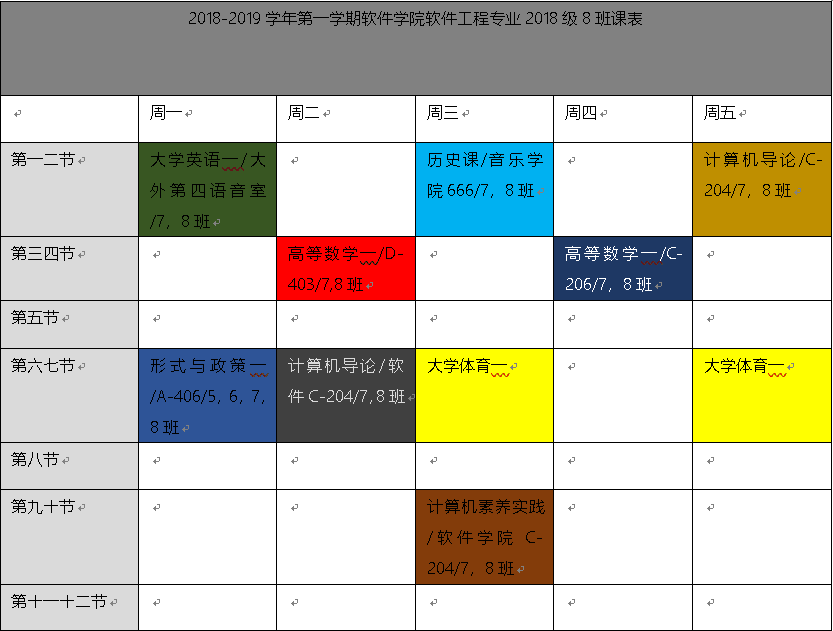 2018-2019 学年第一学期软件学院软件工程专业 2018 级 8 班课表
周一 周二 周三 周四 周五
第一二节
大学英语一/大
外第四语音室
/7，8 班
历史课/音乐学
院 666/7，8 班
计算机导论/C-
204/7，8 班
第三四节
高等数学一/D-
403/7,8 班
高等数学一/C-
206/7，8 班
第五节
第六七节
形式与政策一
/A-406/5，6，7，
8 班
计算机导论/软
件 C-204/7,8 班
大学体育一
大学体育一
第八节
第九十节
计算机素养实践
/软件学院 C-
204/7，8 班
第十一十二节